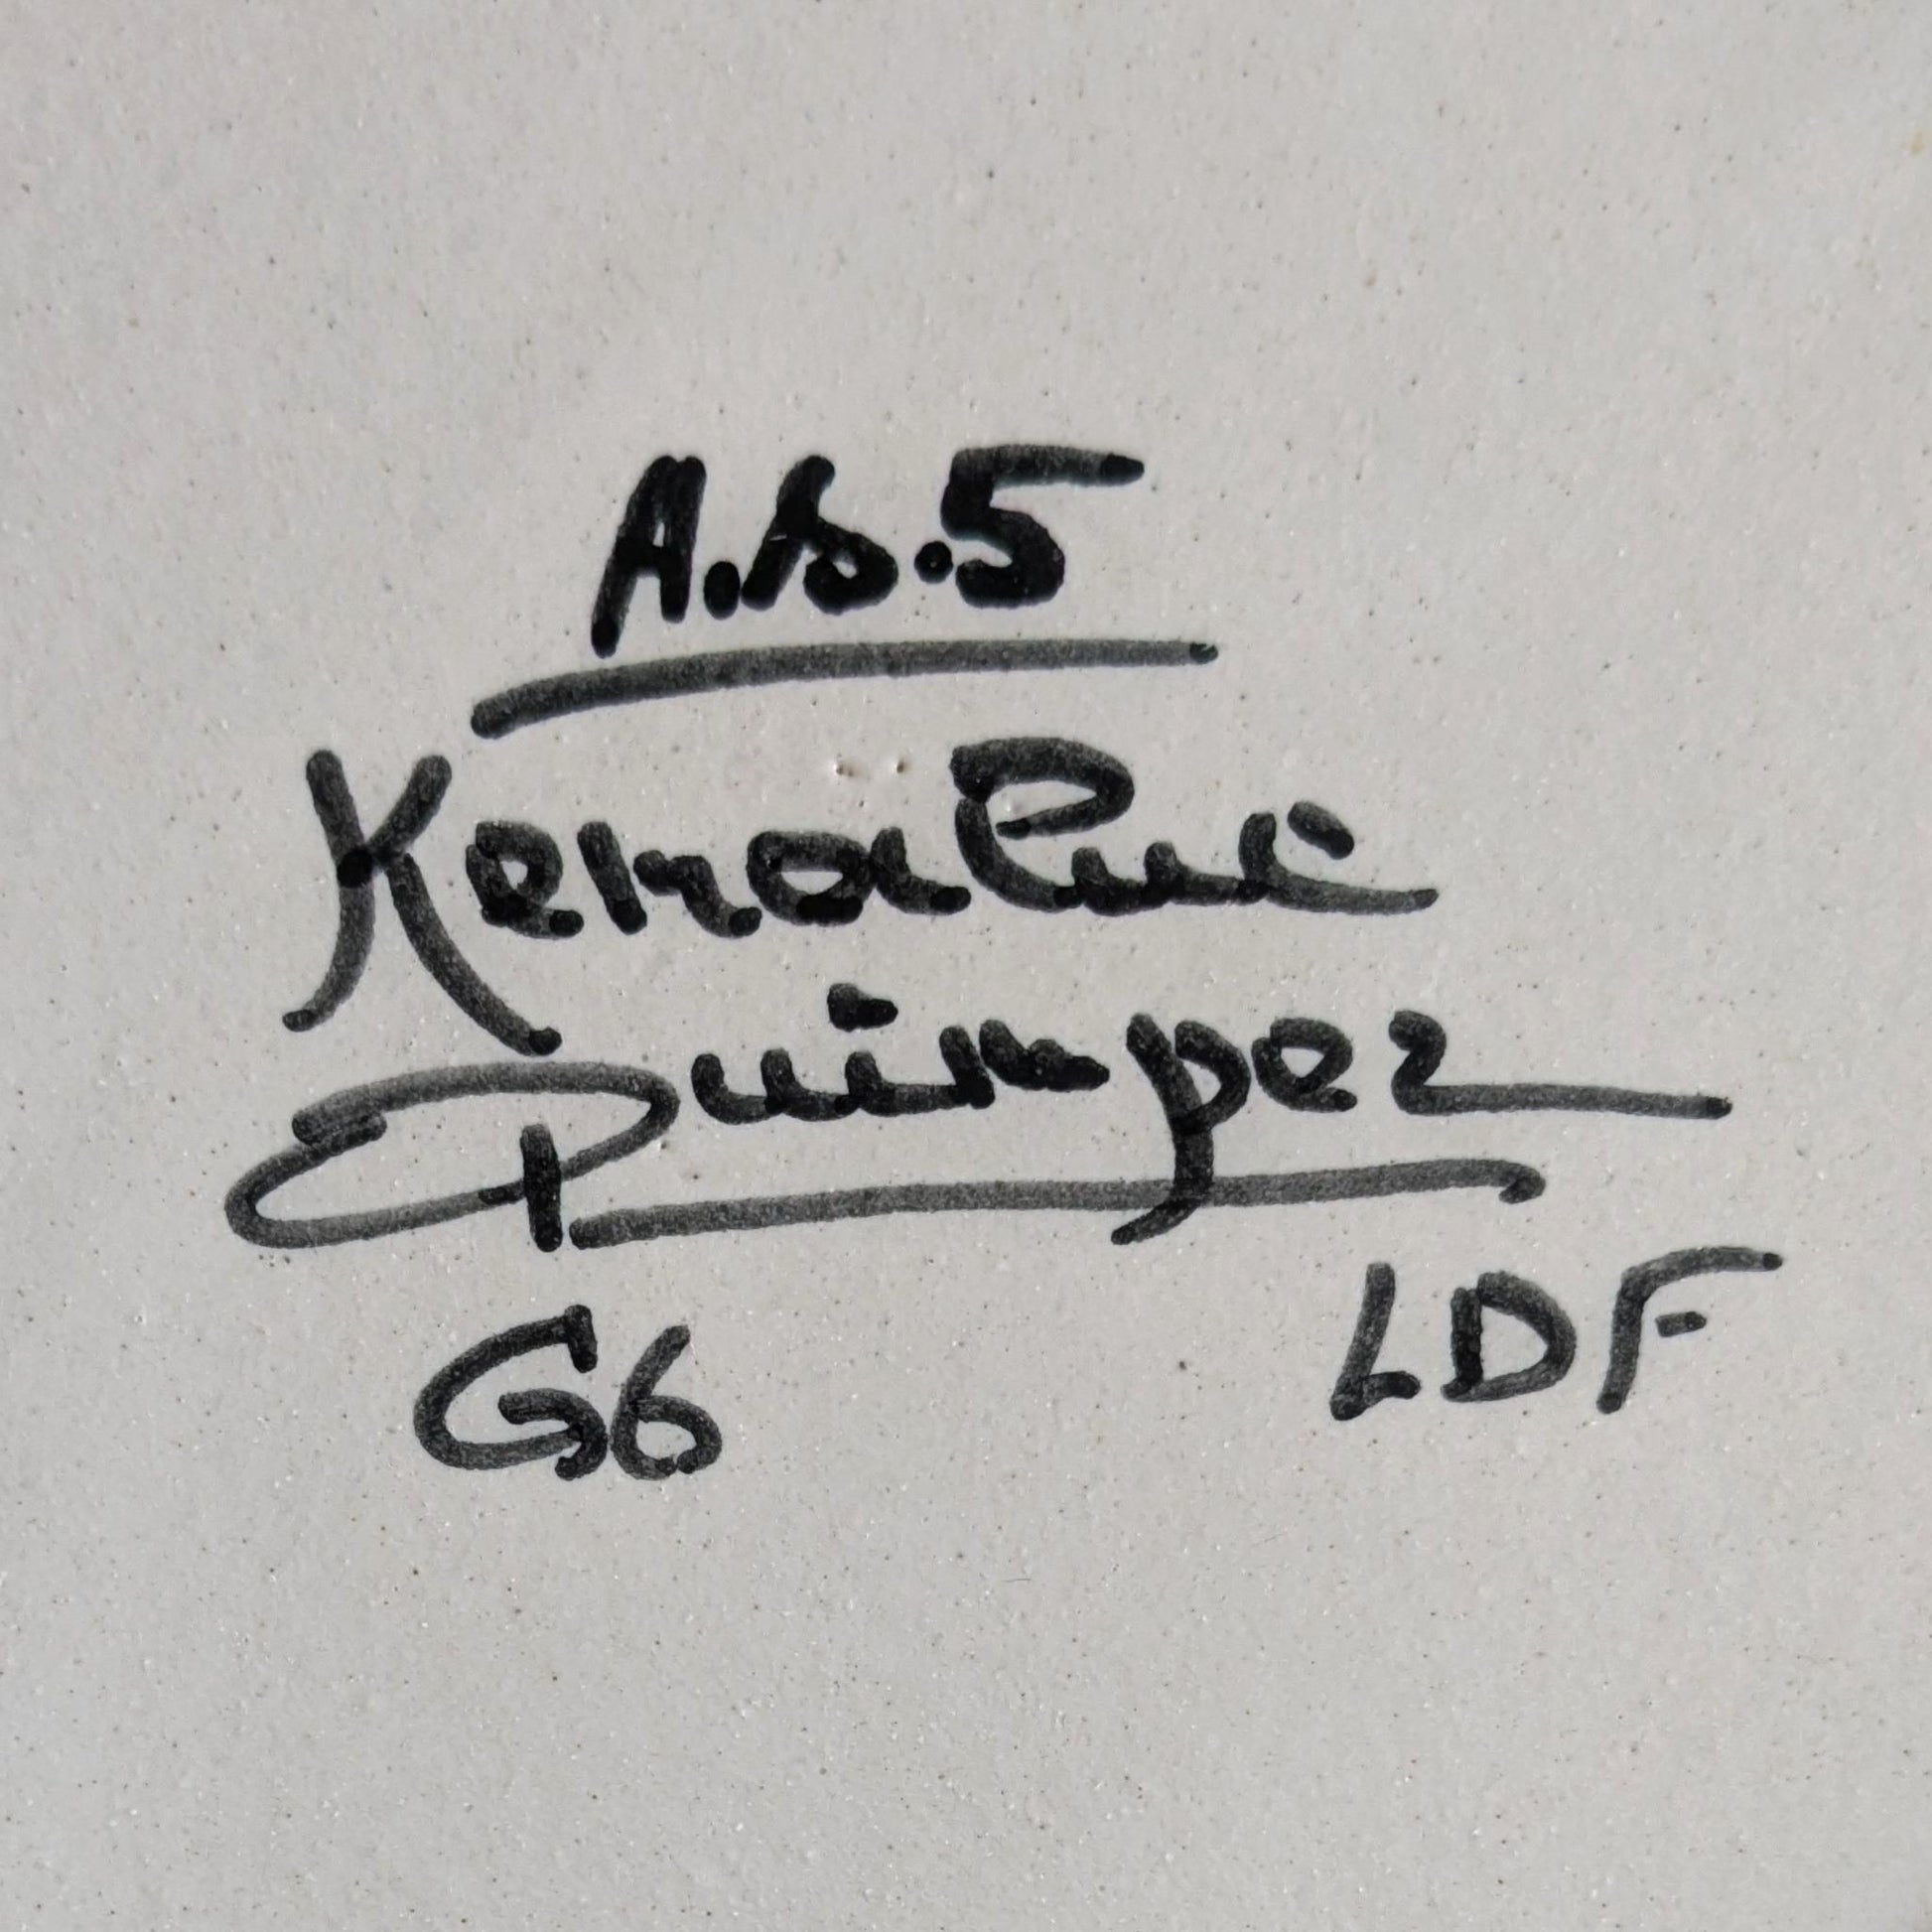 A.s.5
Keraluc
Quimper
LDF
G6